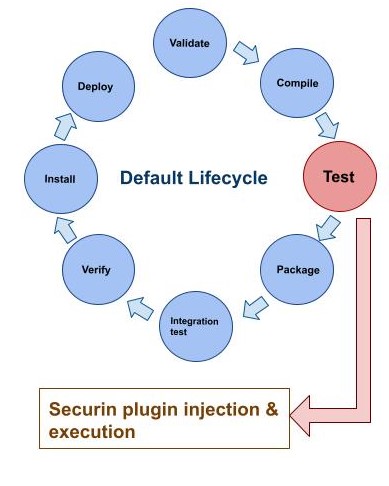 Validate
Compile
Test
Package
Integration
test
Verify
Install
Deploy
Default Lifecycle
Securin plugin injection &
execution